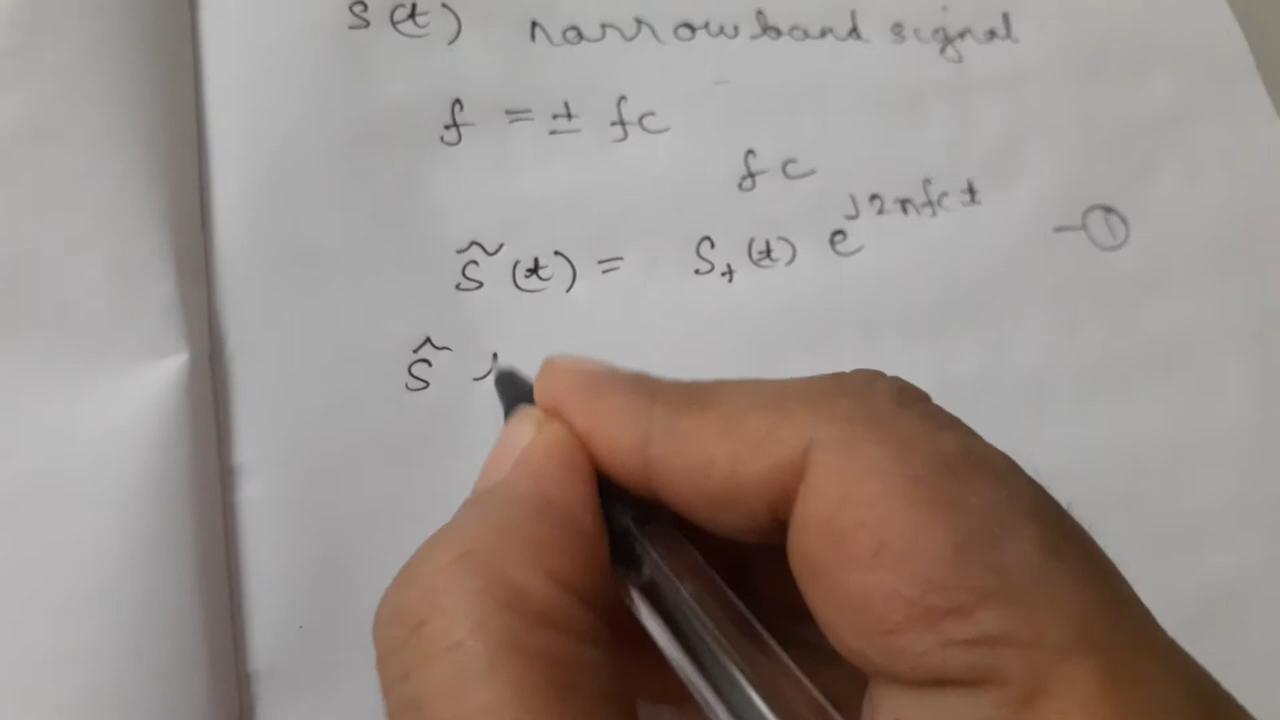 s(t) narrowband signal
f = ± fc
fc
s̃(t) = S₊(t) e^{j2πfct} -①
ŝ